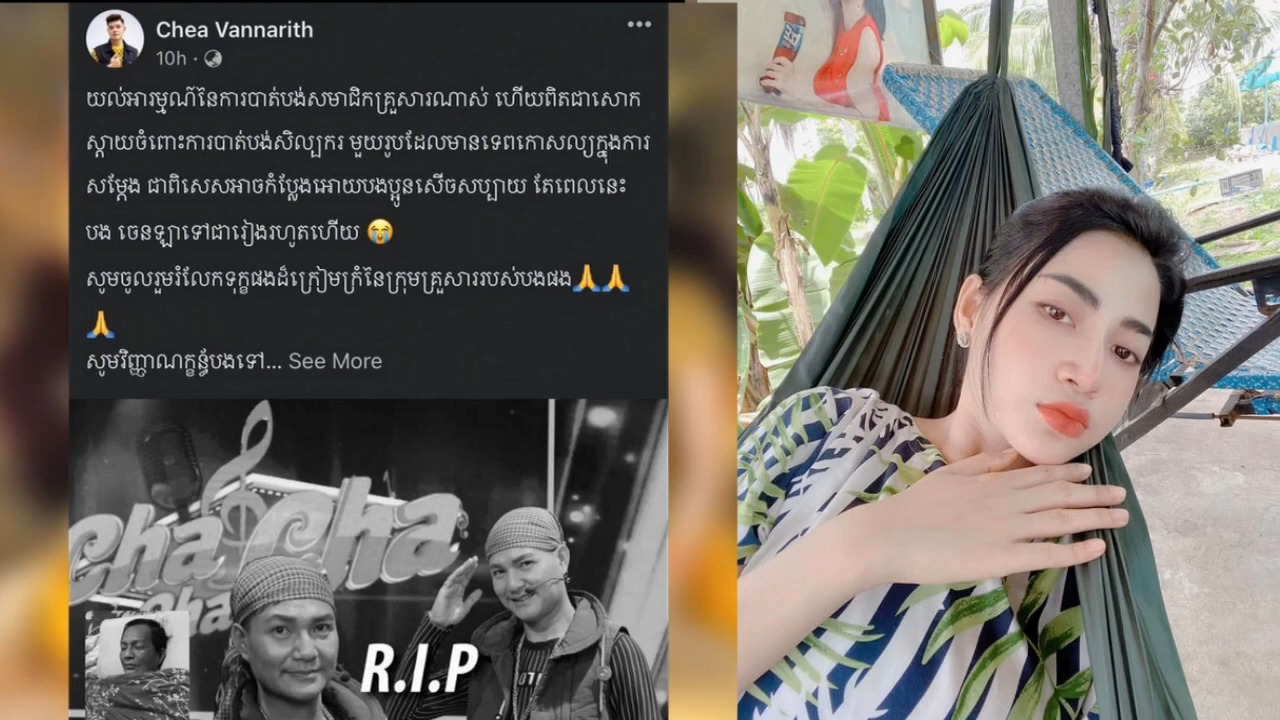 Chea Vannarith
10h
យល់អារម្មណ៍នៃការបាត់បង់សមាជិកគ្រួសារណាស់ ហើយពិតជាសោក
ស្ដាយចំពោះការបាត់បង់សិល្បករ មួយរូបដែលមានទេពកោសល្យក្នុងការ
សម្ដែង ជាពិសេសអាចកំប្លែងអោយបងប្អូនសើចសប្បាយ តែពេលនេះ
បង ចេនឡាទៅជារៀងរហូតហើយ 😭
សូមចូលរួមរំលែកទុក្ខផងដ៏ក្រៀមក្រំនៃក្រុមគ្រួសាររបស់បងផង🙏🙏
🙏
សូមវិញ្ញាណក្ខន្ធ័បងទៅ... See More
Cha Cha
Cha
R.I.P